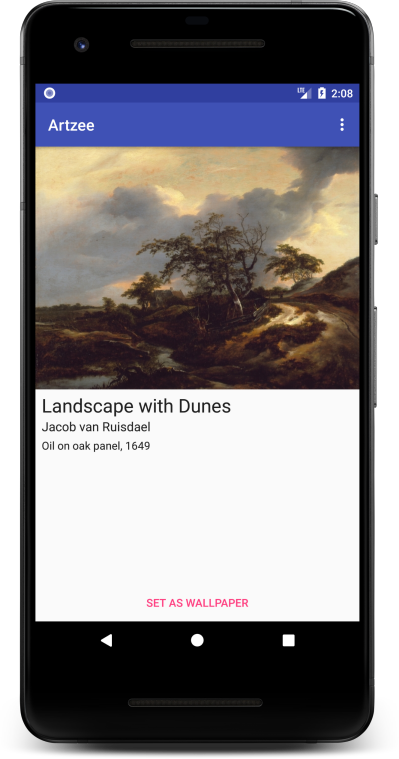 LTE 2:08
Artzee
Landscape with Dunes
Jacob van Ruisdael
Oil on oak panel, 1649
SET AS WALLPAPER